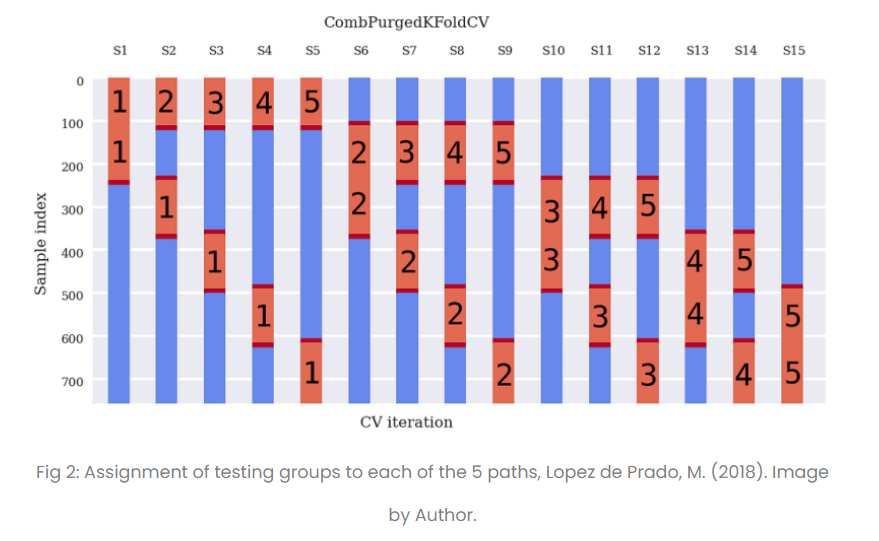 CombPurgedKFoldCV
S1 S2 S3 S4 S5 S6 S7 S8 S9 S10 S11 S12 S13 S14 S15
0
1 2 3 4 5
100
1 2 3 4 5
200
1 2 3 4 5
300
400
1 2 3 4 5
500
1 2 3 4 5
600
1 2 3 4 5
700
Sample index
CV iteration
Fig 2: Assignment of testing groups to each of the 5 paths, Lopez de Prado, M. (2018). Image
by Author.